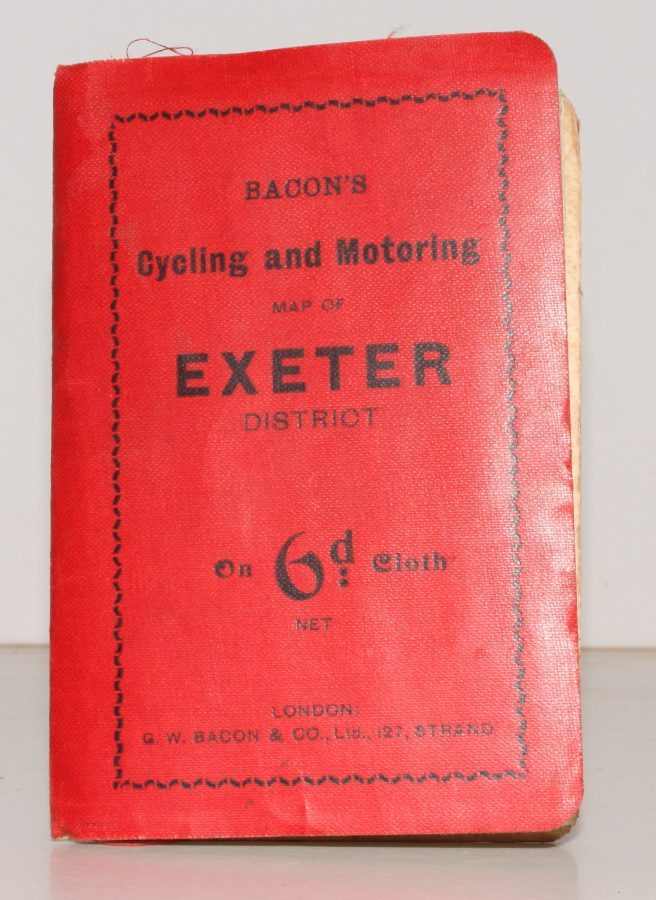 BACON'S
Cycling and Motoring
MAP OF
EXETER
DISTRICT
On 6d. Cloth
NET
LONDON:
G. W. BACON & CO., Ltd., 127, STRAND